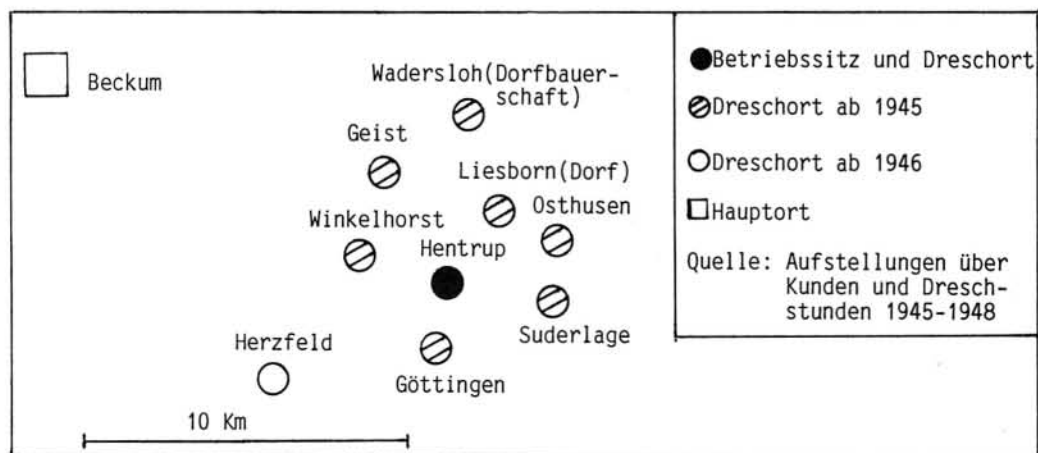 Beckum
Wadersloh(Dorfbauer-
schaft)
Geist
Liesborn(Dorf)
Osthusen
Winkelhorst
Hentrup
Suderlage
Herzfeld
Göttingen
10 Km
Betriebssitz und Dreschort
Dreschort ab 1945
Dreschort ab 1946
Hauptort
Quelle: Aufstellungen über
Kunden und Dresch-
stunden 1945-1948